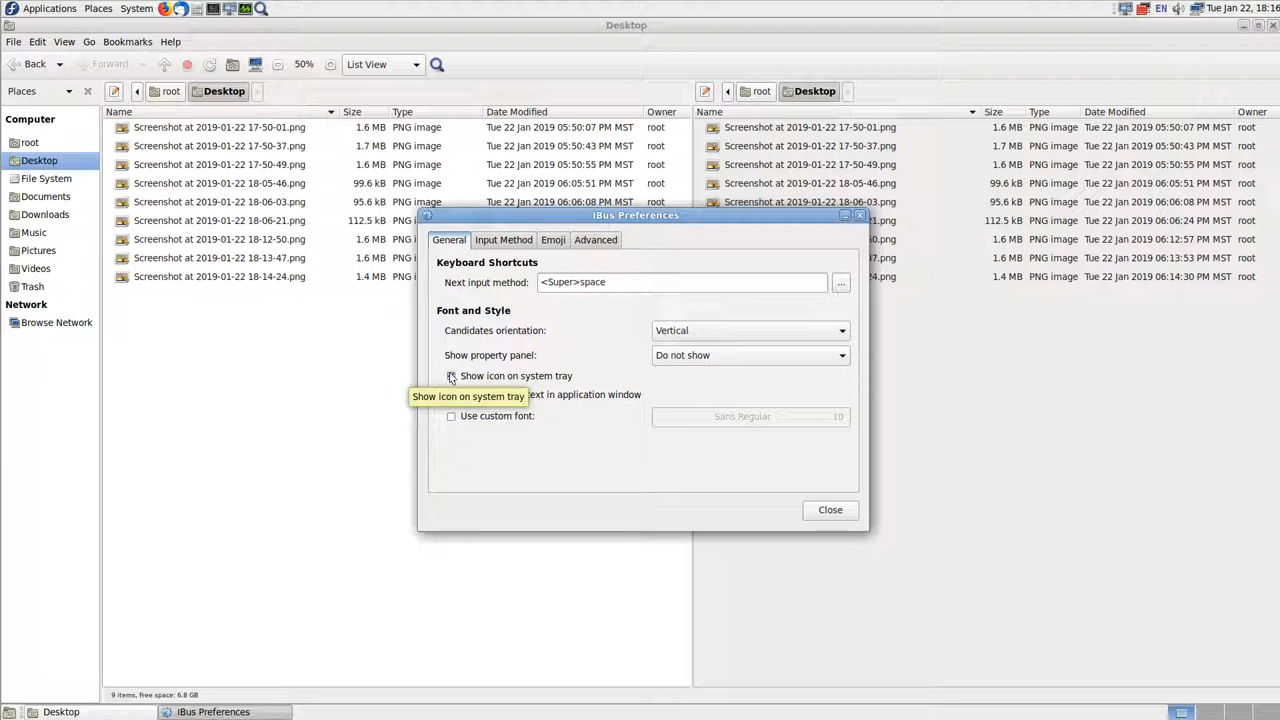 Applications Places System EN Tue Jan 22, 18:16
Desktop
File Edit View Go Bookmarks Help
Back Forward 50% List View
Places root Desktop root Desktop
Name Size Type Date Modified Owner Name Size Type Date Modified Owner
Computer
root
Desktop
File System
Documents
Downloads
Music
Pictures
Videos
Trash
Network
Browse Network
Screenshot at 2019-01-22 17-50-01.png 1.6 MB PNG image Tue 22 Jan 2019 05:50:07 PM MST root
Screenshot at 2019-01-22 17-50-37.png 1.7 MB PNG image Tue 22 Jan 2019 05:50:43 PM MST root
Screenshot at 2019-01-22 17-50-49.png 1.6 MB PNG image Tue 22 Jan 2019 05:50:55 PM MST root
Screenshot at 2019-01-22 18-05-46.png 99.6 kB PNG image Tue 22 Jan 2019 06:05:51 PM MST root
Screenshot at 2019-01-22 18-06-03.png 95.6 kB PNG image Tue 22 Jan 2019 06:06:08 PM MST root
Screenshot at 2019-01-22 18-06-21.png 112.5 kB
Screenshot at 2019-01-22 18-12-50.png 1.6 MB
Screenshot at 2019-01-22 18-13-47.png 1.6 MB
Screenshot at 2019-01-22 18-14-24.png 1.4 MB
Screenshot at 2019-01-22 17-50-01.png 1.6 MB PNG image Tue 22 Jan 2019 05:50:07 PM MST root
Screenshot at 2019-01-22 17-50-37.png 1.7 MB PNG image Tue 22 Jan 2019 05:50:43 PM MST root
Screenshot at 2019-01-22 17-50-49.png 1.6 MB PNG image Tue 22 Jan 2019 05:50:55 PM MST root
Screenshot at 2019-01-22 18-05-46.png 99.6 kB PNG image Tue 22 Jan 2019 06:05:51 PM MST root
Screenshot at 2019-01-22 18-06-03.png 95.6 kB PNG image Tue 22 Jan 2019 06:06:08 PM MST root
21.png 112.5 kB PNG image Tue 22 Jan 2019 06:06:24 PM MST root
0.png 1.6 MB PNG image Tue 22 Jan 2019 06:12:57 PM MST root
47.png 1.6 MB PNG image Tue 22 Jan 2019 06:13:53 PM MST root
24.png 1.4 MB PNG image Tue 22 Jan 2019 06:14:30 PM MST root
IBus Preferences
General Input Method Emoji Advanced
Keyboard Shortcuts
Next input method: <Super>space ...
Font and Style
Candidates orientation: Vertical
Show property panel: Do not show
Show icon on system tray
Show icon on system tray
in application window
Use custom font: Sans Regular 10
Close
9 items, Free space: 6.8 GB
Desktop IBus Preferences